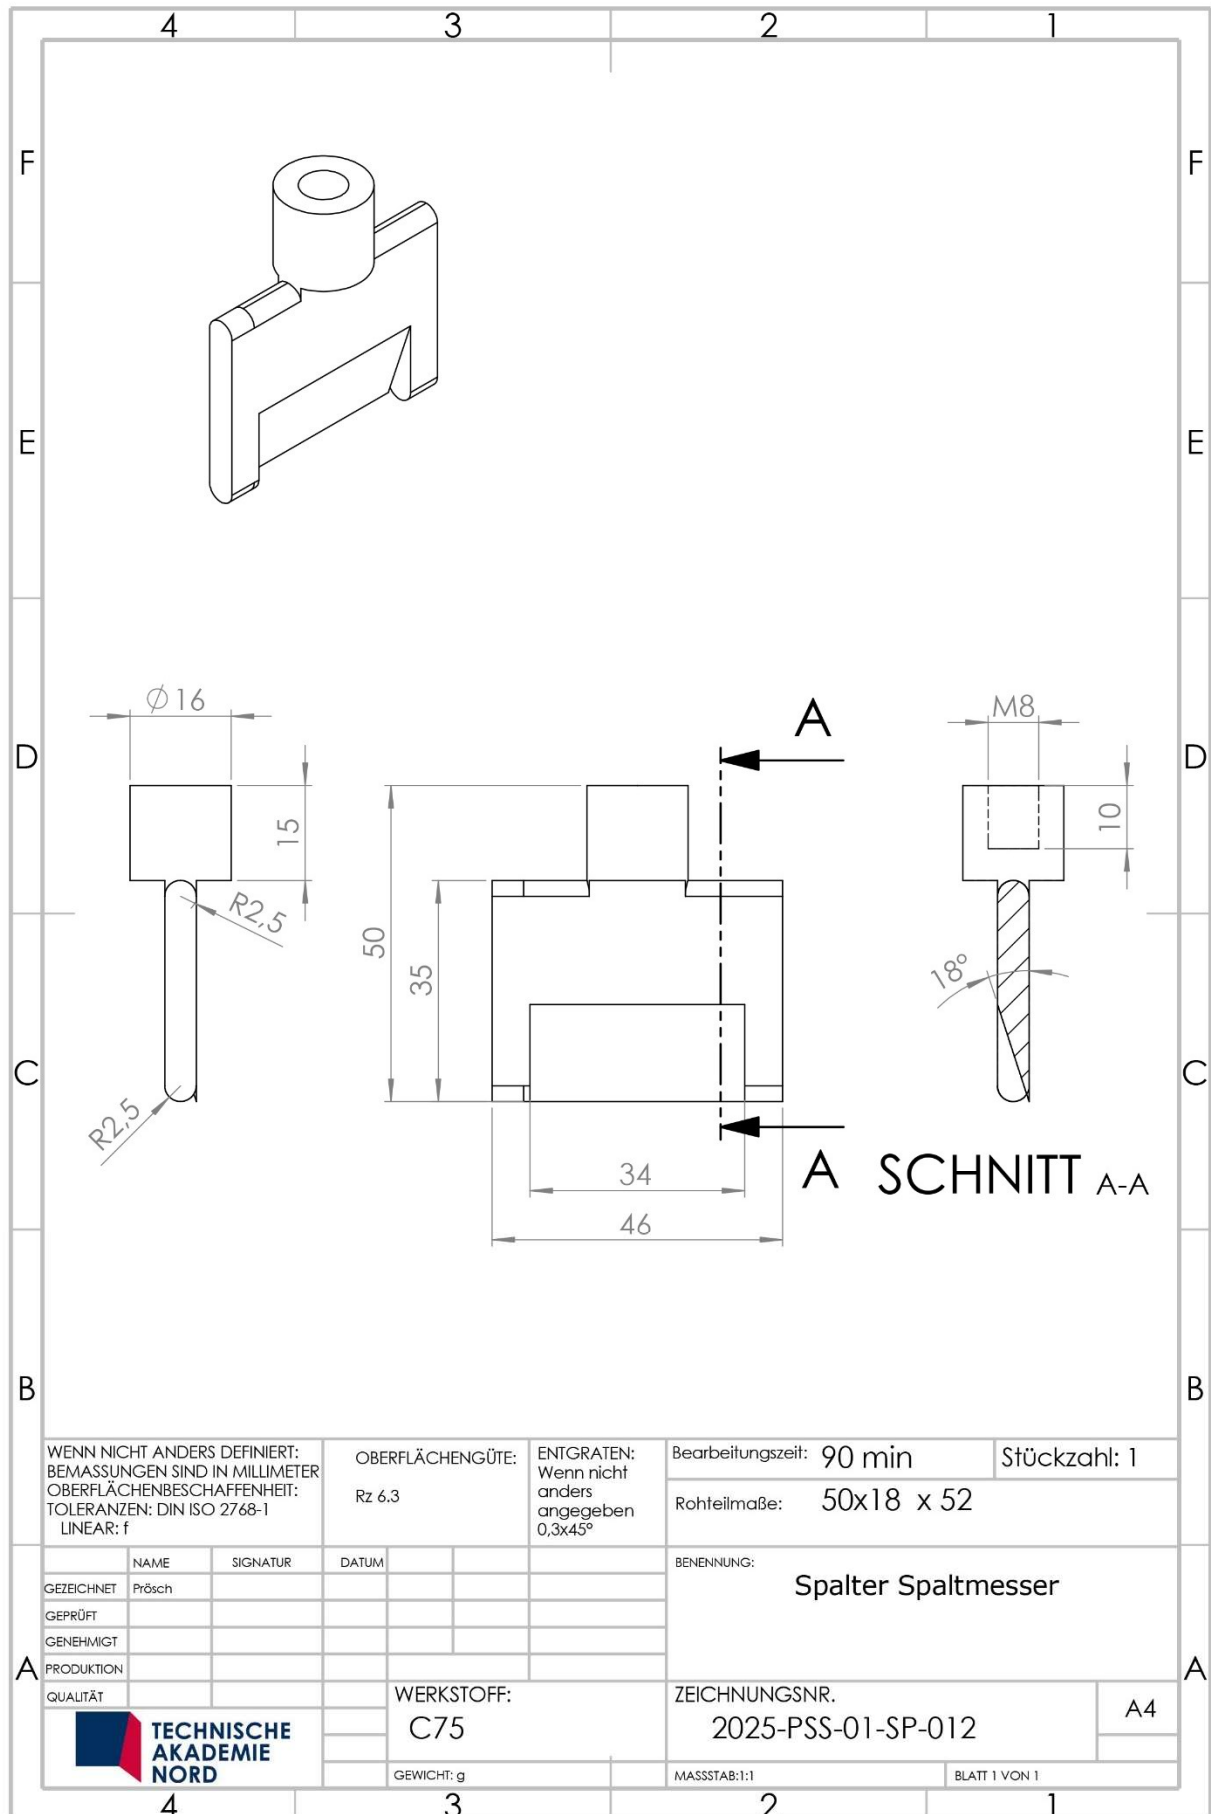 4 3 2 1
F F
E E
D D
C C
B B
A A
Ø16
15
R2,5
R2,5
50
35
34
46
A
A
M8
10
18°
SCHNITT A-A
WENN NICHT ANDERS DEFINIERT:
BEMASSUNGEN SIND IN MILLIMETER
OBERFLÄCHENBESCHAFFENHEIT:
TOLERANZEN: DIN ISO 2768-1
LINEAR: f
OBERFLÄCHENGÜTE:
Rz 6.3
ENTGRATEN:
Wenn nicht
anders
angegeben
0,3x45°
Bearbeitungszeit: 90 min
Stückzahl: 1
Rohteilmaße: 50x18 x 52
NAME SIGNATUR DATUM
GEZEICHNET Prösch
GEPRÜFT
GENEHMIGT
PRODUKTION
QUALITÄT
BENENNUNG:
Spalter Spaltmesser
TECHNISCHE
AKADEMIE
NORD
WERKSTOFF:
C75
GEWICHT: g
ZEICHNUNGSNR.
2025-PSS-01-SP-012
A4
MASSSTAB:1:1
BLATT 1 VON 1
4 3 2 1